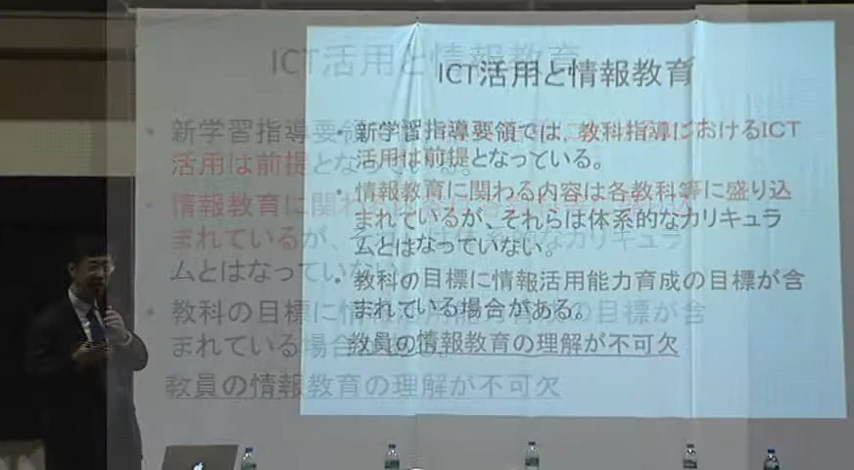 ICT活用と情報教育
・新学習指導要領では、教科指導におけるICT
活用は前提となっている。
・情報教育に関わる内容は各教科等に盛り込
まれているが、それらは体系的なカリキュラ
ムとはなっていない。
・教科の目標に情報活用能力育成の目標が含
まれている場合がある。
教員の情報教育の理解が不可欠